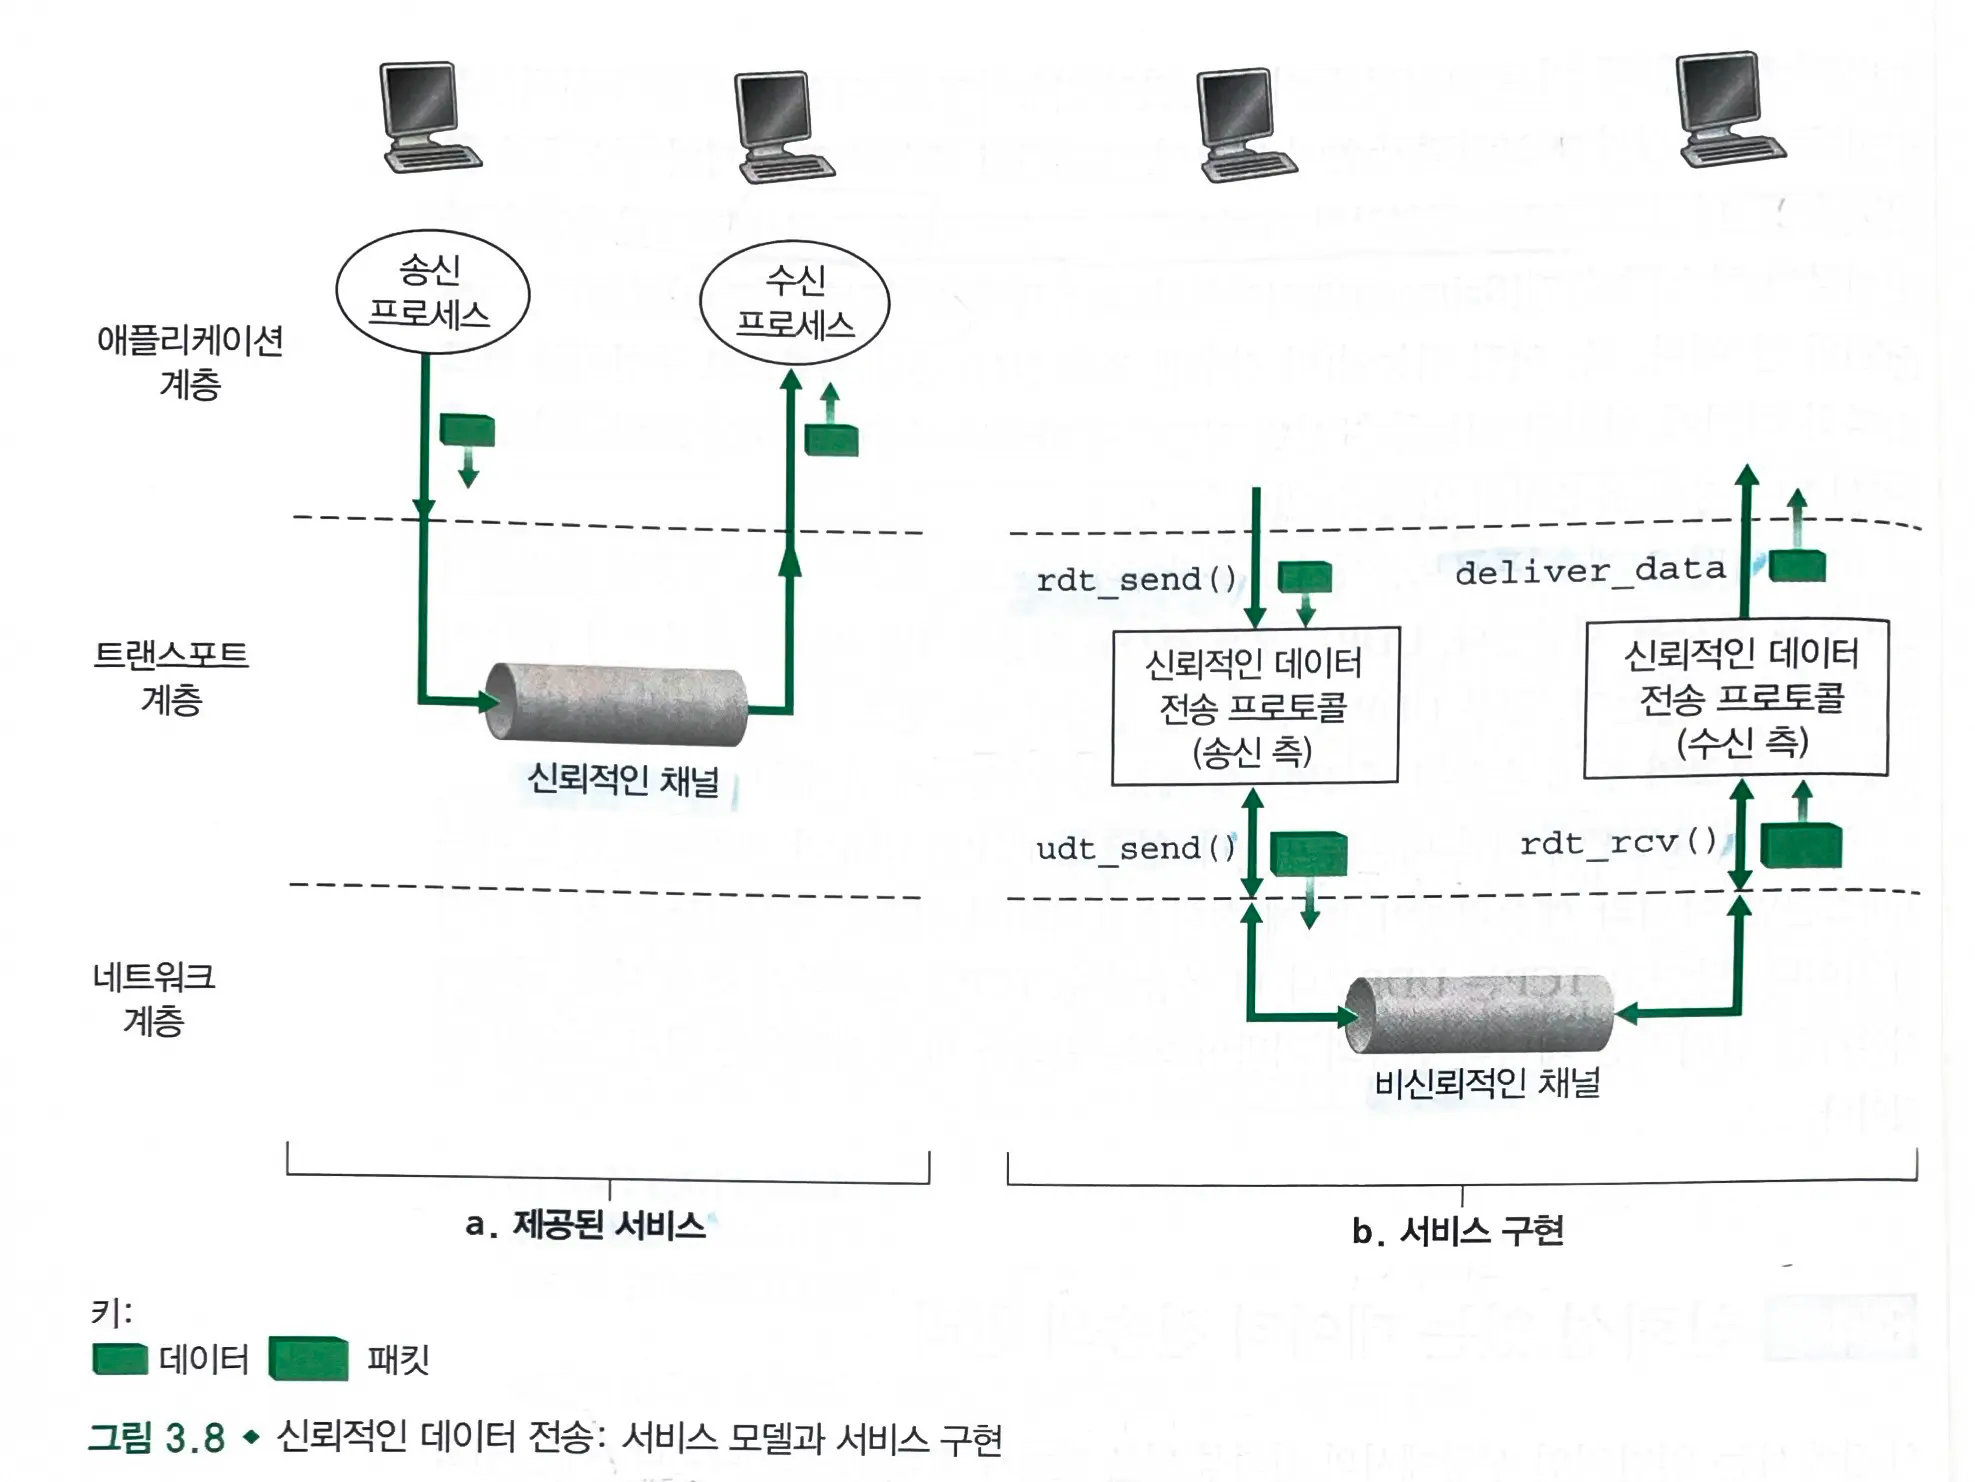 송신
프로세스
수신
프로세스
애플리케이션
계층
rdt_send()
deliver_data
트랜스포트
계층
신뢰적인 채널
신뢰적인 데이터
전송 프로토콜
(송신 측)
신뢰적인 데이터
전송 프로토콜
(수신 측)
udt_send()
rdt_rcv()
네트워크
계층
비신뢰적인 채널
a. 제공된 서비스
b. 서비스 구현
키:
데이터 패킷
그림 3.8 ◆ 신뢰적인 데이터 전송: 서비스 모델과 서비스 구현